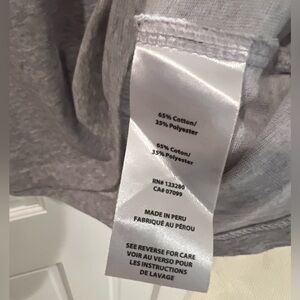 65% Cotton/
35% Polyester
65% Coton/
35% Polyester
RN# 133280
CA# 07099
MADE IN PERU
FABRIQUÉ AU PÉROU
SEE REVERSE FOR CARE
VOIR AU VERSO POUR
LES INSTRUCTIONS
DE LAVAGE